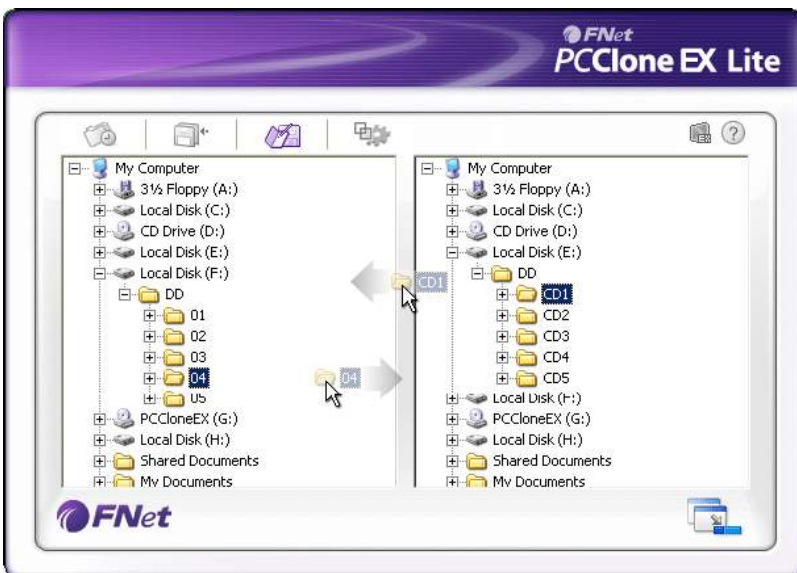 FNet
PCClone EX Lite
My Computer
3½ Floppy (A:)
Local Disk (C:)
CD Drive (D:)
Local Disk (E:)
Local Disk (F:)
DD
01
02
03
04
05
PCCloneEX (G:)
Local Disk (H:)
Shared Documents
My Documents
CD1
04
My Computer
3½ Floppy (A:)
Local Disk (C:)
CD Drive (D:)
Local Disk (E:)
DD
CD1
CD2
CD3
CD4
CD5
Local Disk (F:)
PCCloneEX (G:)
Local Disk (H:)
Shared Documents
My Documents
FNet